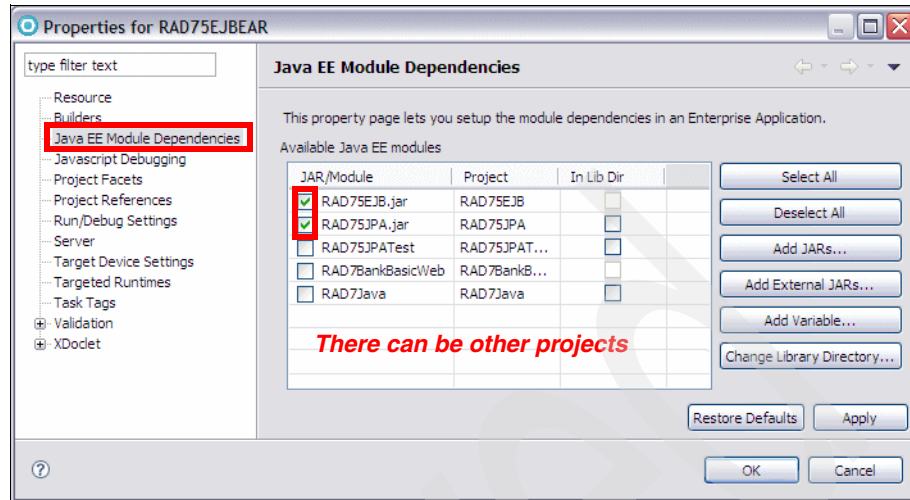 Properties for RAD75EJBEAR
type filter text
Java EE Module Dependencies
Resource
Builders
Java EE Module Dependencies
Javascript Debugging
Project Facets
Project References
Run/Debug Settings
Server
Target Device Settings
Targeted Runtimes
Task Tags
Validation
XDoclet
This property page lets you setup the module dependencies in an Enterprise Application.
Available Java EE modules
JAR/Module Project In Lib Dir
RAD75EJB.jar RAD75EJB
RAD75JPA.jar RAD75JPA
RAD75JPATest RAD75JPAT...
RAD7BankBasicWeb RAD7BankB...
RAD7Java RAD7Java
There can be other projects
Select All
Deselect All
Add JARs...
Add External JARs...
Add Variable...
Change Library Directory...
Restore Defaults Apply
? OK Cancel